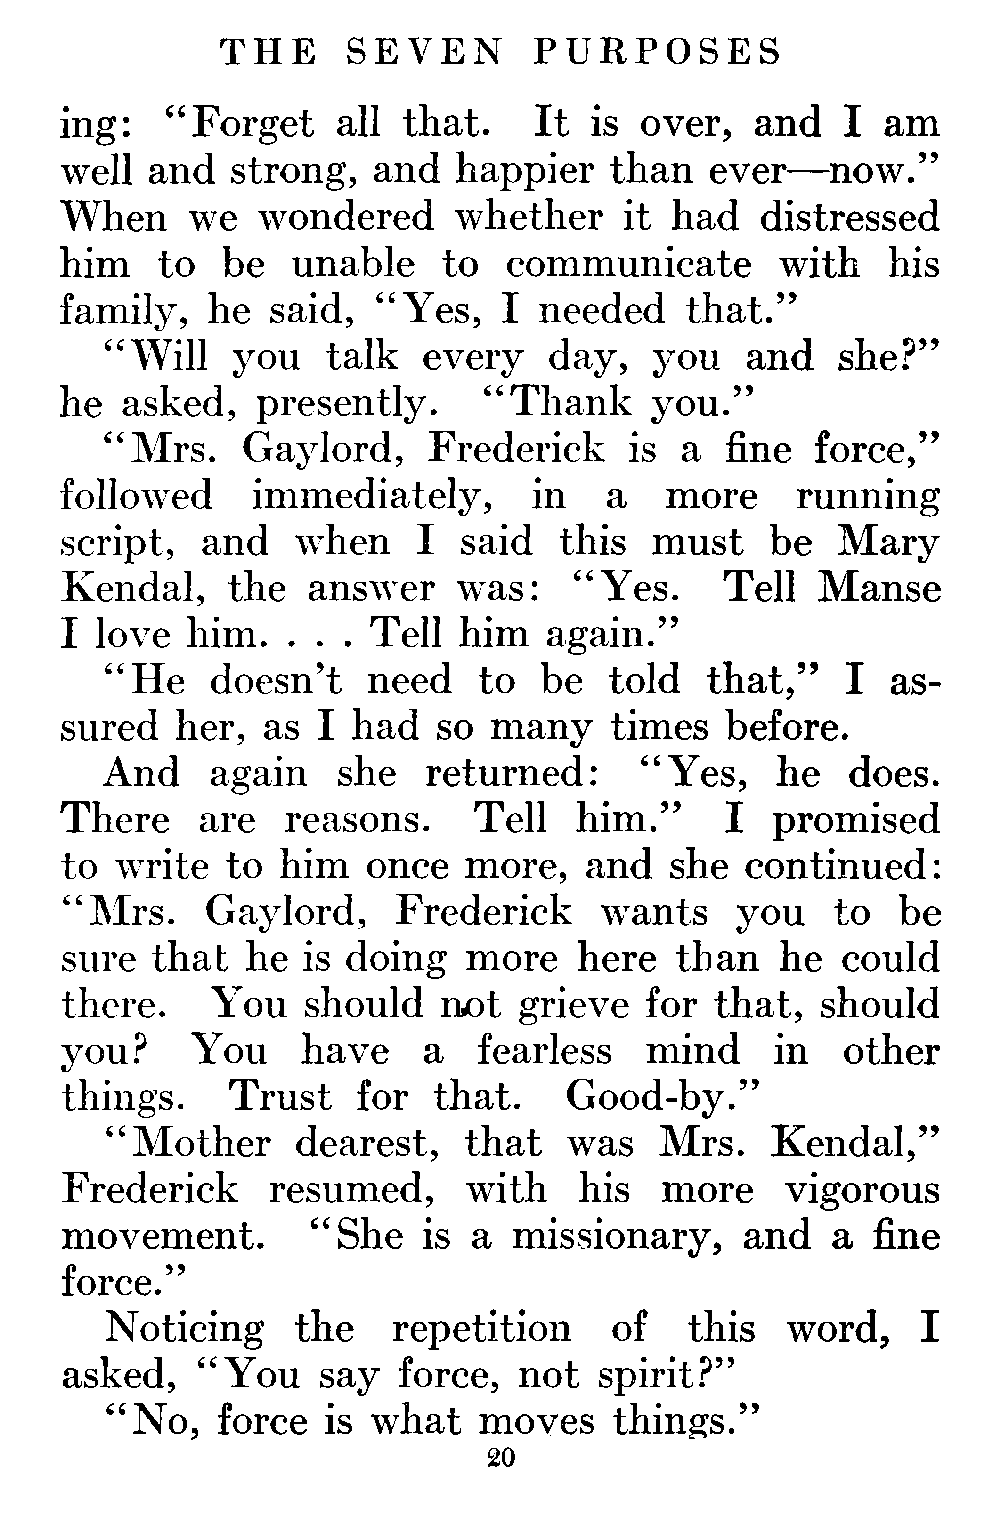 THE SEVEN PURPOSES
ing: "Forget all that. It is over, and I am
well and strong, and happier than ever—now."
When we wondered whether it had distressed
him to be unable to communicate with his
family, he said, "Yes, I needed that."
"Will you talk every day, you and she?"
he asked, presently. "Thank you."
"Mrs. Gaylord, Frederick is a fine force,"
followed immediately, in a more running
script, and when I said this must be Mary
Kendal, the answer was: "Yes. Tell Manse
I love him. . . . Tell him again."
"He doesn't need to be told that," I as-
sured her, as I had so many times before.
And again she returned: "Yes, he does.
There are reasons. Tell him." I promised
to write to him once more, and she continued:
"Mrs. Gaylord, Frederick wants you to be
sure that he is doing more here than he could
there. You should not grieve for that, should
you? You have a fearless mind in other
things. Trust for that. Good-by."
"Mother dearest, that was Mrs. Kendal,"
Frederick resumed, with his more vigorous
movement. "She is a missionary, and a fine
force."
Noticing the repetition of this word, I
asked, "You say force, not spirit?"
"No, force is what moves things."
20